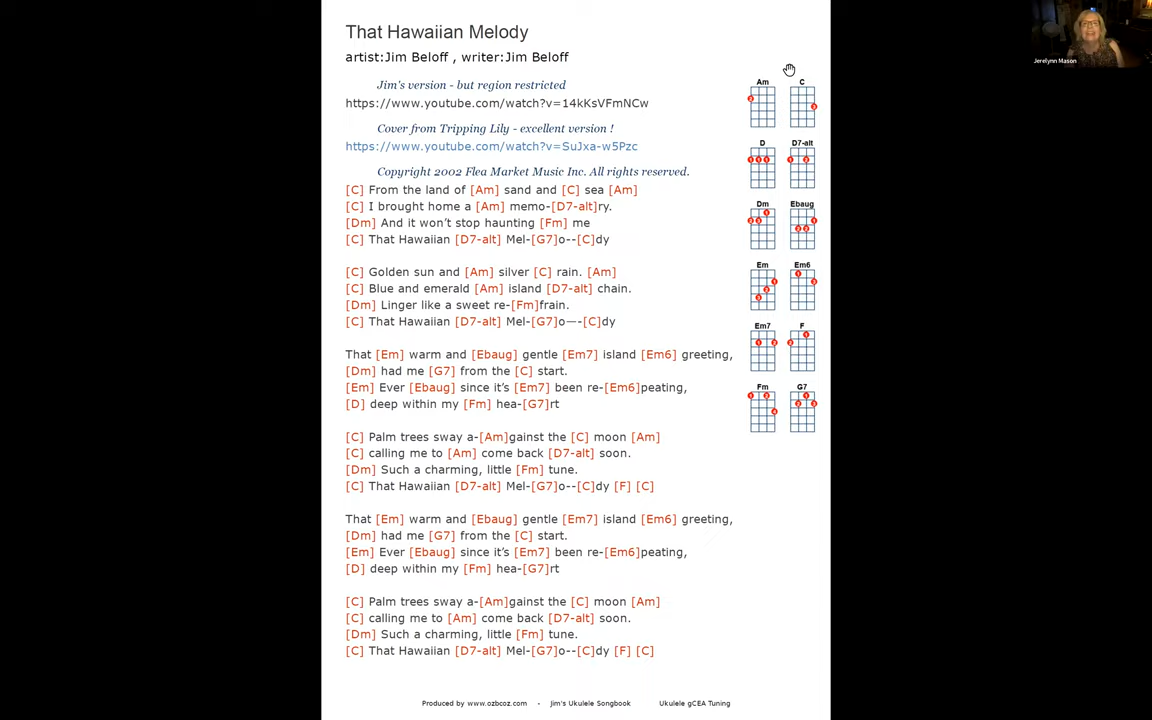 That Hawaiian Melody
artist:Jim Beloff , writer:Jim Beloff
Jim's version - but region restricted
https://www.youtube.com/watch?v=14kKsVFmNCw
Cover from Tripping Lily - excellent version !
https://www.youtube.com/watch?v=SuJxa-w5Pzc
Copyright 2002 Flea Market Music Inc. All rights reserved.
[C] From the land of [Am] sand and [C] sea [Am]
[C] I brought home a [Am] memo-[D7-alt]ry.
[Dm] And it won't stop haunting [Fm] me
[C] That Hawaiian [D7-alt] Mel-[G7]o--[C]dy
[C] Golden sun and [Am] silver [C] rain. [Am]
[C] Blue and emerald [Am] island [D7-alt] chain.
[Dm] Linger like a sweet re-[Fm]frain.
[C] That Hawaiian [D7-alt] Mel-[G7]o—-[C]dy
That [Em] warm and [Ebaug] gentle [Em7] island [Em6] greeting,
[Dm] had me [G7] from the [C] start.
[Em] Ever [Ebaug] since it's [Em7] been re-[Em6]peating,
[D] deep within my [Fm] hea-[G7]rt
[C] Palm trees sway a-[Am]gainst the [C] moon [Am]
[C] calling me to [Am] come back [D7-alt] soon.
[Dm] Such a charming, little [Fm] tune.
[C] That Hawaiian [D7-alt] Mel-[G7]o--[C]dy [F] [C]
That [Em] warm and [Ebaug] gentle [Em7] island [Em6] greeting,
[Dm] had me [G7] from the [C] start.
[Em] Ever [Ebaug] since it's [Em7] been re-[Em6]peating,
[D] deep within my [Fm] hea-[G7]rt
[C] Palm trees sway a-[Am]gainst the [C] moon [Am]
[C] calling me to [Am] come back [D7-alt] soon.
[Dm] Such a charming, little [Fm] tune.
[C] That Hawaiian [D7-alt] Mel-[G7]o--[C]dy [F] [C]
Am C
D D7-alt
Dm Ebaug
Em Em6
Em7 F
Fm G7
Produced by www.ozbcoz.com - Jim's Ukulele Songbook Ukulele gCEA Tuning
Jerelynn Mason